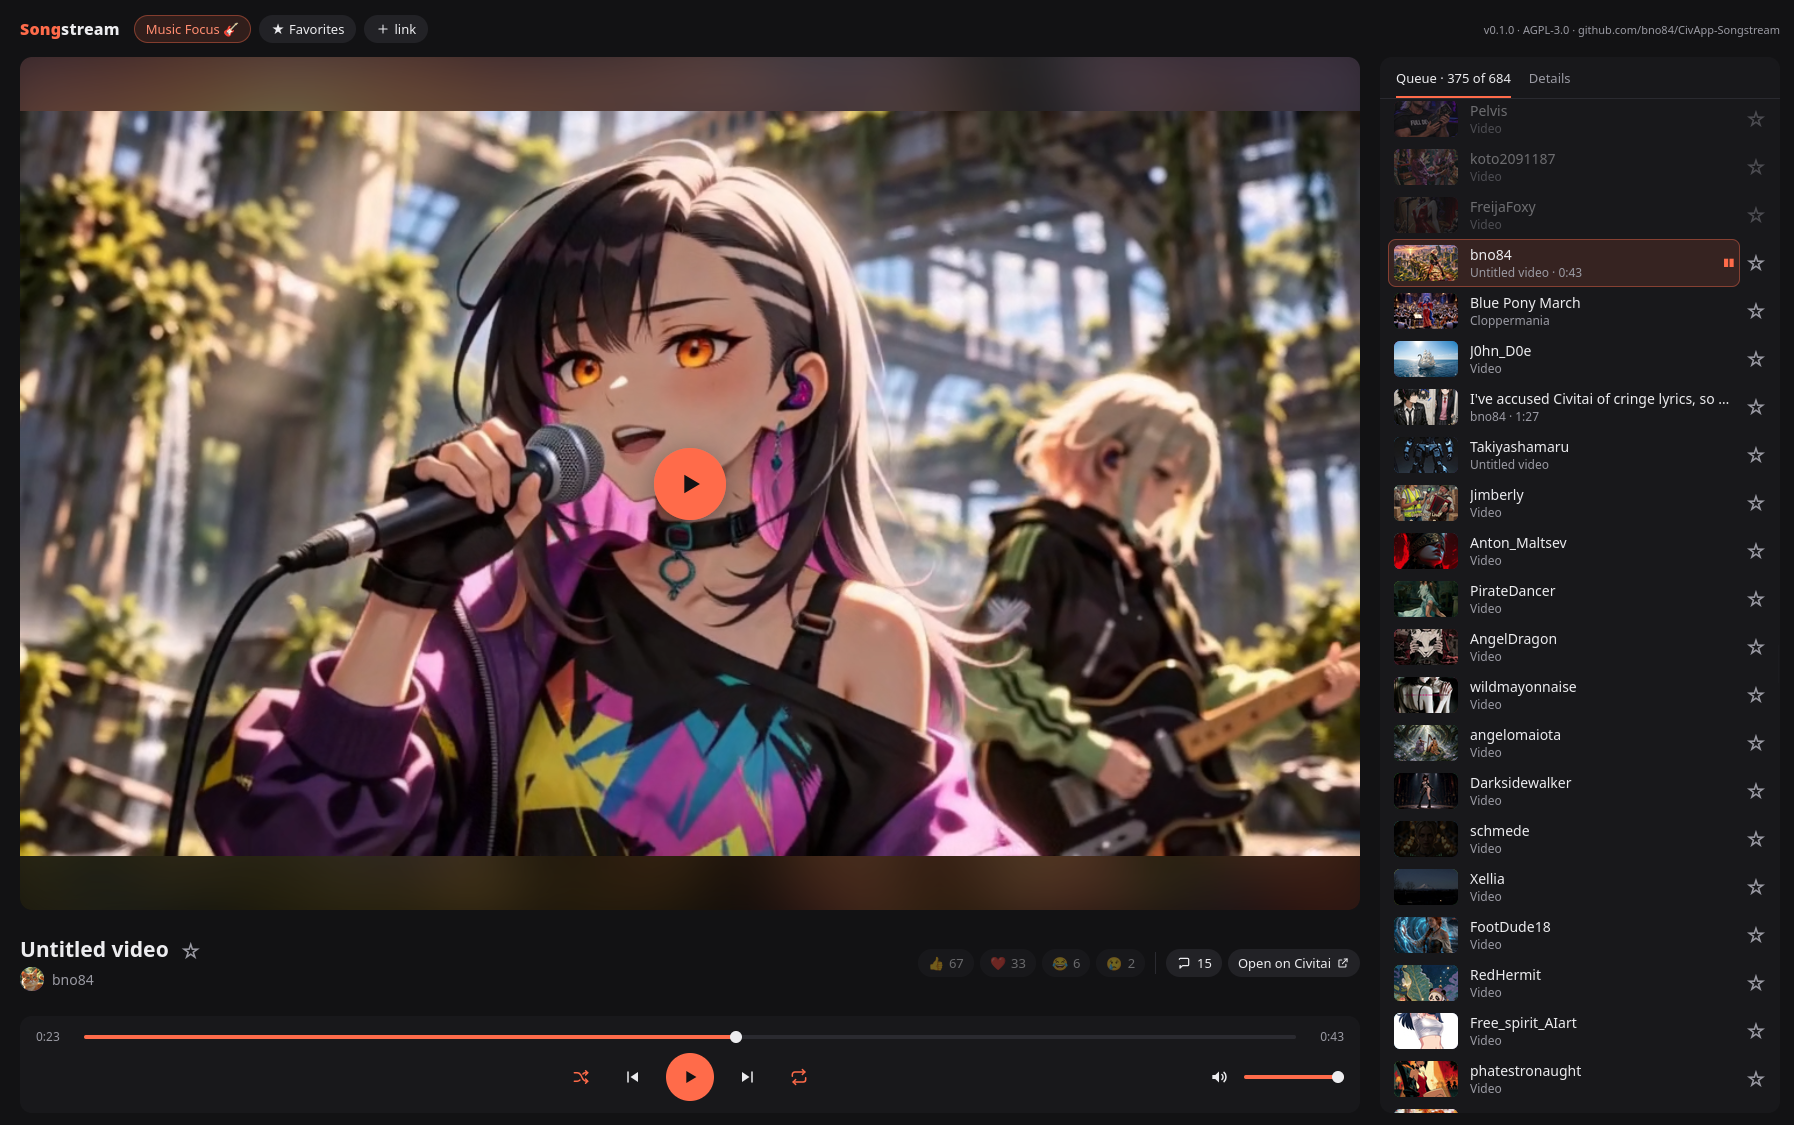 Songstream
Music Focus 🎸
★ Favorites
+ link
v0.1.0 · AGPL-3.0 · github.com/bno84/CivApp-Songstream
Untitled video ☆
bno84
👍 67
❤️ 33
😂 6
😢 2
15
Open on Civitai
0:23
0:43
Queue · 375 of 684
Details
Pelvis
Video
koto2091187
Video
FreijaFoxy
Video
bno84
Untitled video · 0:43
Blue Pony March
Cloppermania
J0hn_D0e
Video
I've accused Civitai of cringe lyrics, so ...
bno84 · 1:27
Takiyashamaru
Untitled video
Jimberly
Video
Anton_Maltsev
Video
PirateDancer
Video
AngelDragon
Video
wildmayonnaise
Video
angelomaiota
Video
Darksidewalker
Video
schmede
Video
Xellia
Video
FootDude18
Video
RedHermit
Video
Free_spirit_AIart
Video
phatestronaught
Video